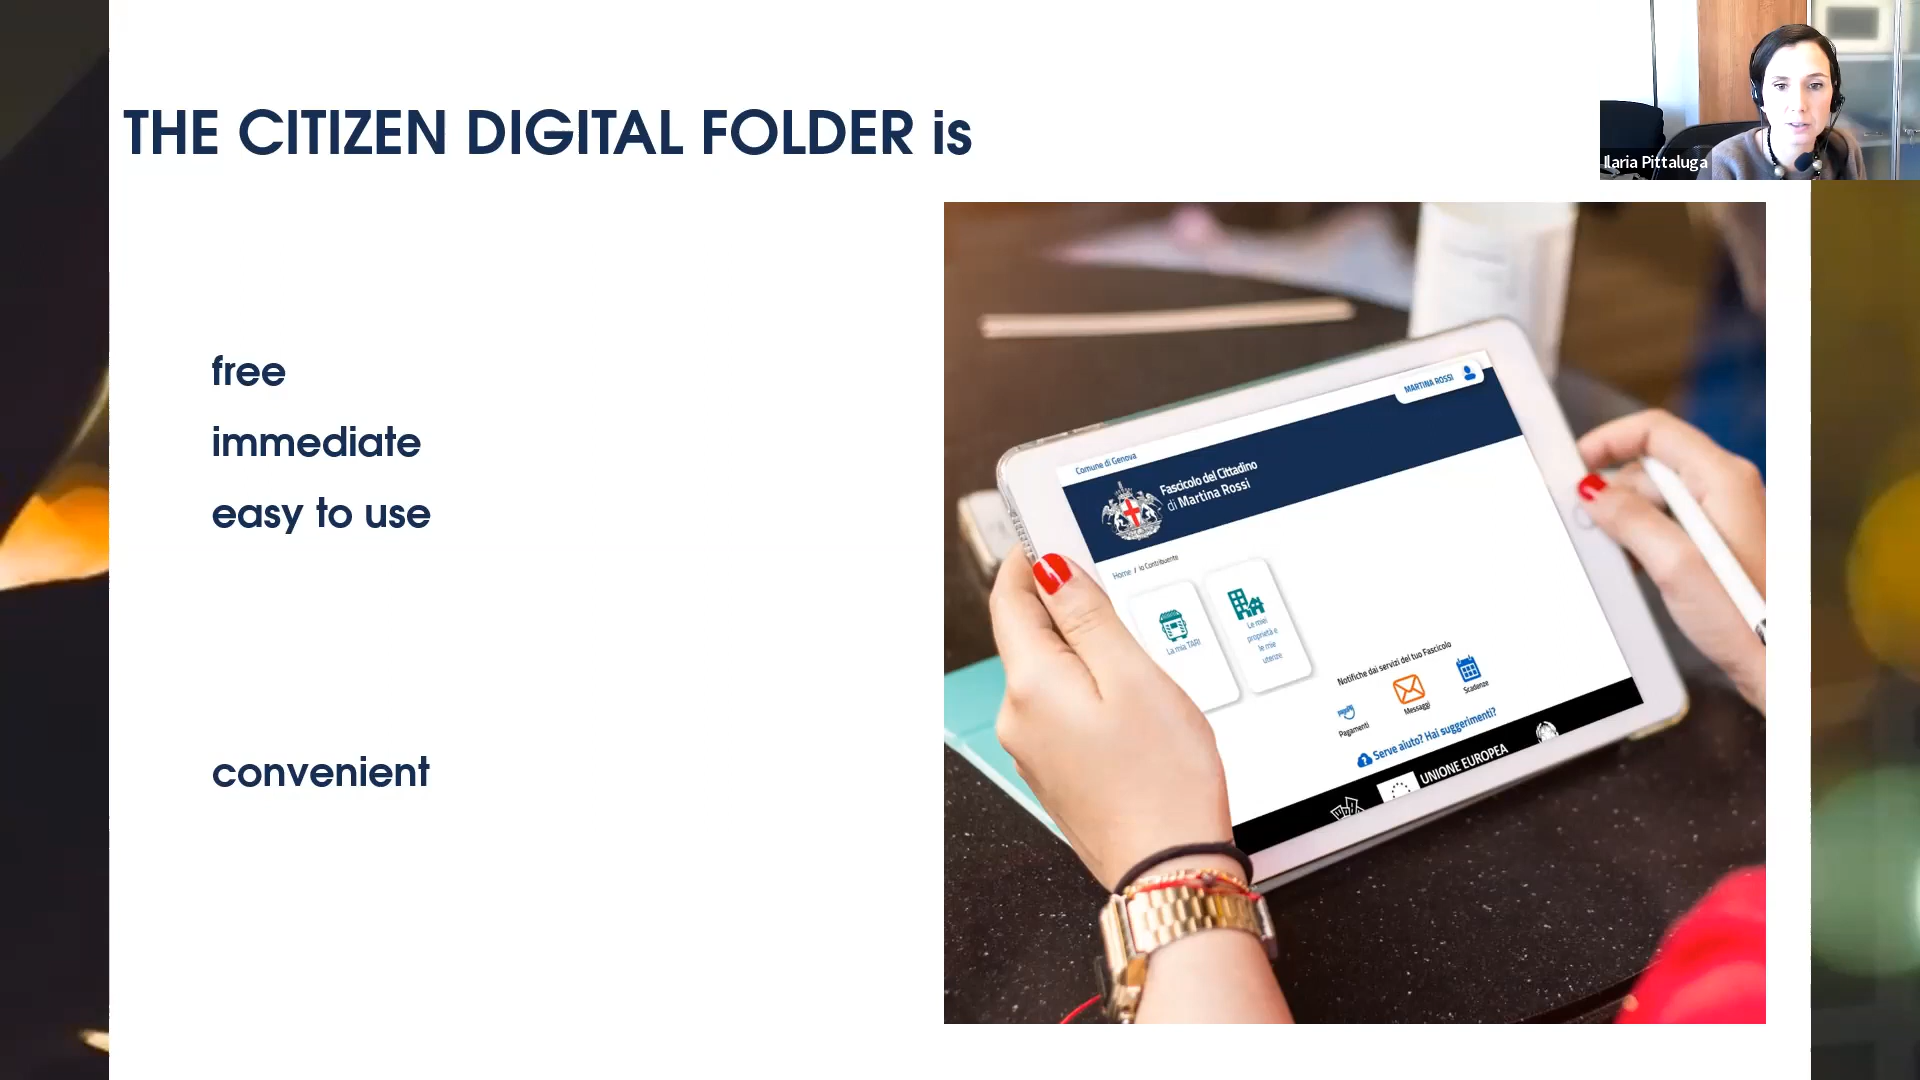 THE CITIZEN DIGITAL FOLDER is
Ilaria Pittaluga
free
immediate
easy to use
convenient
MARTINA ROSSI
Comune di Genova
Fascicolo del Cittadino
di Martina Rossi
Home / Io Contribuente
La mia TARI
Le miei
proprietà e
le mie
utenze
Notifiche dai servizi del tuo Fascicolo
Pagamenti
Messaggi
Scadenze
Serve aiuto? Hai suggerimenti?
UNIONE EUROPEA